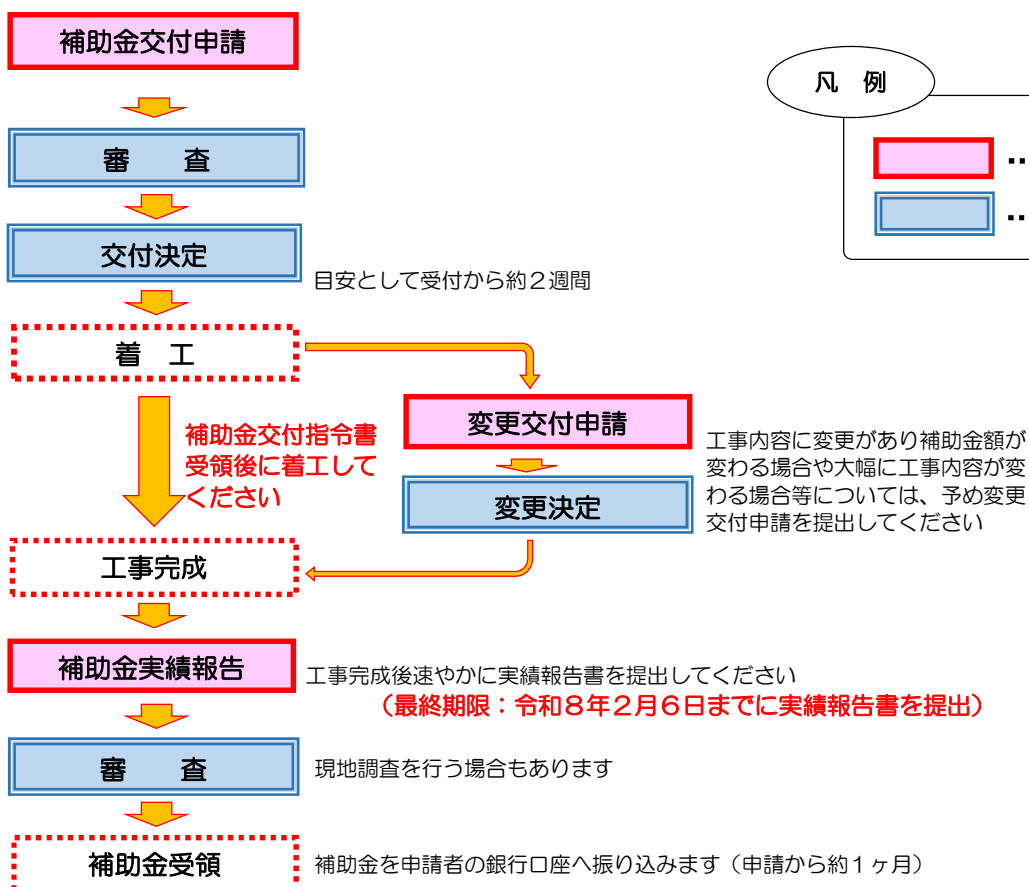 補助金交付申請
凡 例
‥
‥
審 査
交付決定
目安として受付から約２週間
着 工
補助金交付指令書
受領後に着工して
ください
変更交付申請
変更決定
工事内容に変更があり補助金額が
変わる場合や大幅に工事内容が変
わる場合等については、予め変更
交付申請を提出してください
工事完成
補助金実績報告
工事完成後速やかに実績報告書を提出してください
（最終期限：令和８年２月６日までに実績報告書を提出）
審 査
現地調査を行う場合もあります
補助金受領
補助金を申請者の銀行口座へ振り込みます（申請から約１ヶ月）